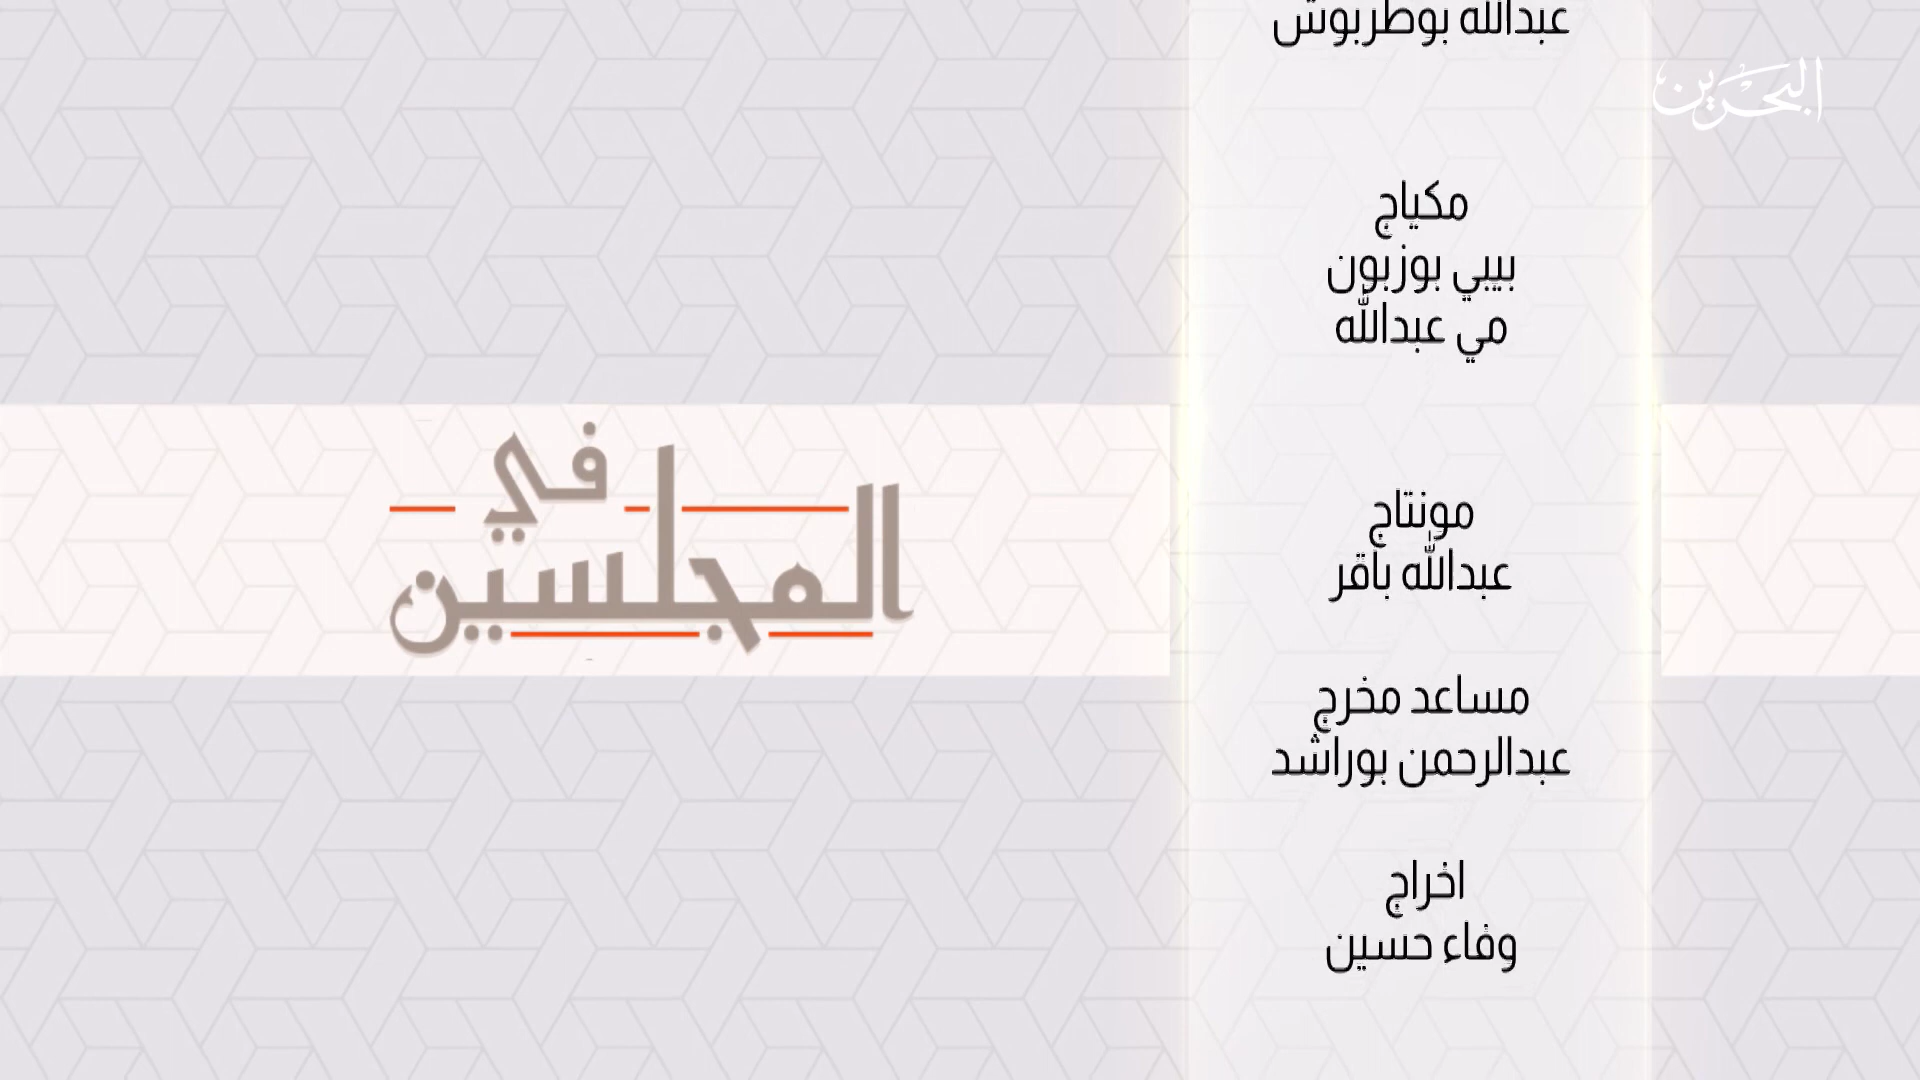 عبدالله بوطربوش
البحرين
مكياج
بيبي بوزبون
مي عبدالله
في
المجلسين
مونتاج
عبدالله باقر
مساعد مخرج
عبدالرحمن بوراشد
اخراج
وفاء حسين